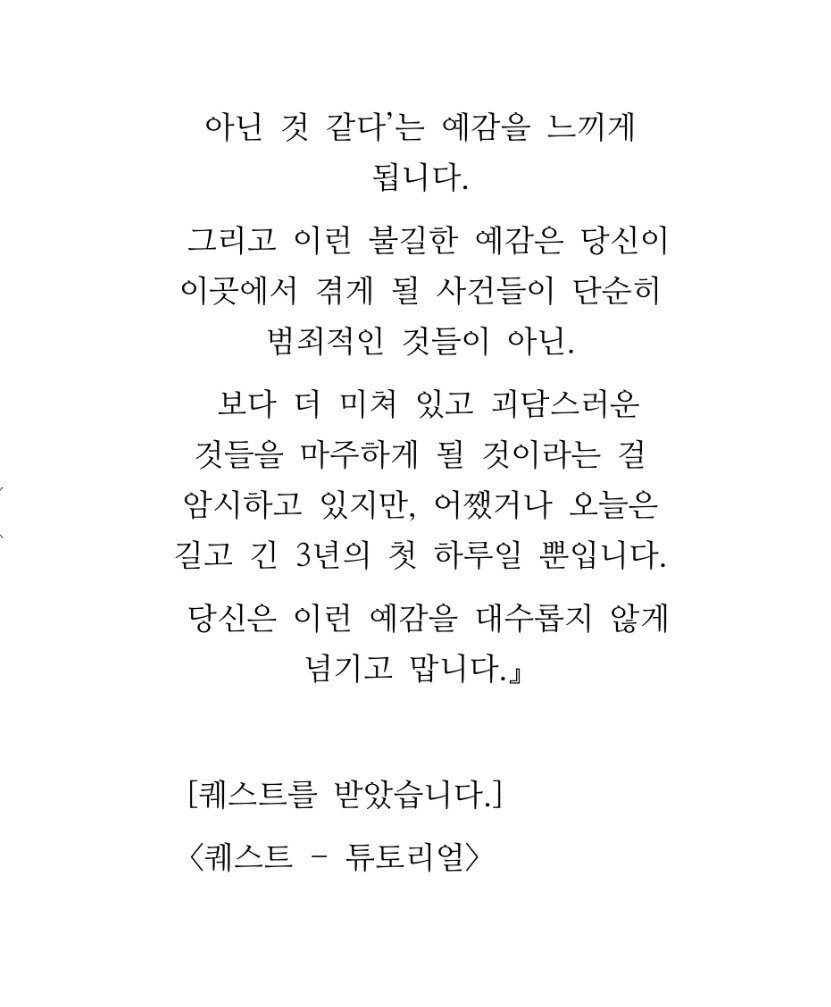 아닌 것 같다’는 예감을 느끼게
됩니다.
그리고 이런 불길한 예감은 당신이
이곳에서 겪게 될 사건들이 단순히
범죄적인 것들이 아닌.
보다 더 미쳐 있고 괴담스러운
것들을 마주하게 될 것이라는 걸
암시하고 있지만, 어쨌거나 오늘은
길고 긴 3년의 첫 하루일 뿐입니다.
당신은 이런 예감을 대수롭지 않게
넘기고 맙니다.』
[퀘스트를 받았습니다.]
〈퀘스트 - 튜토리얼〉